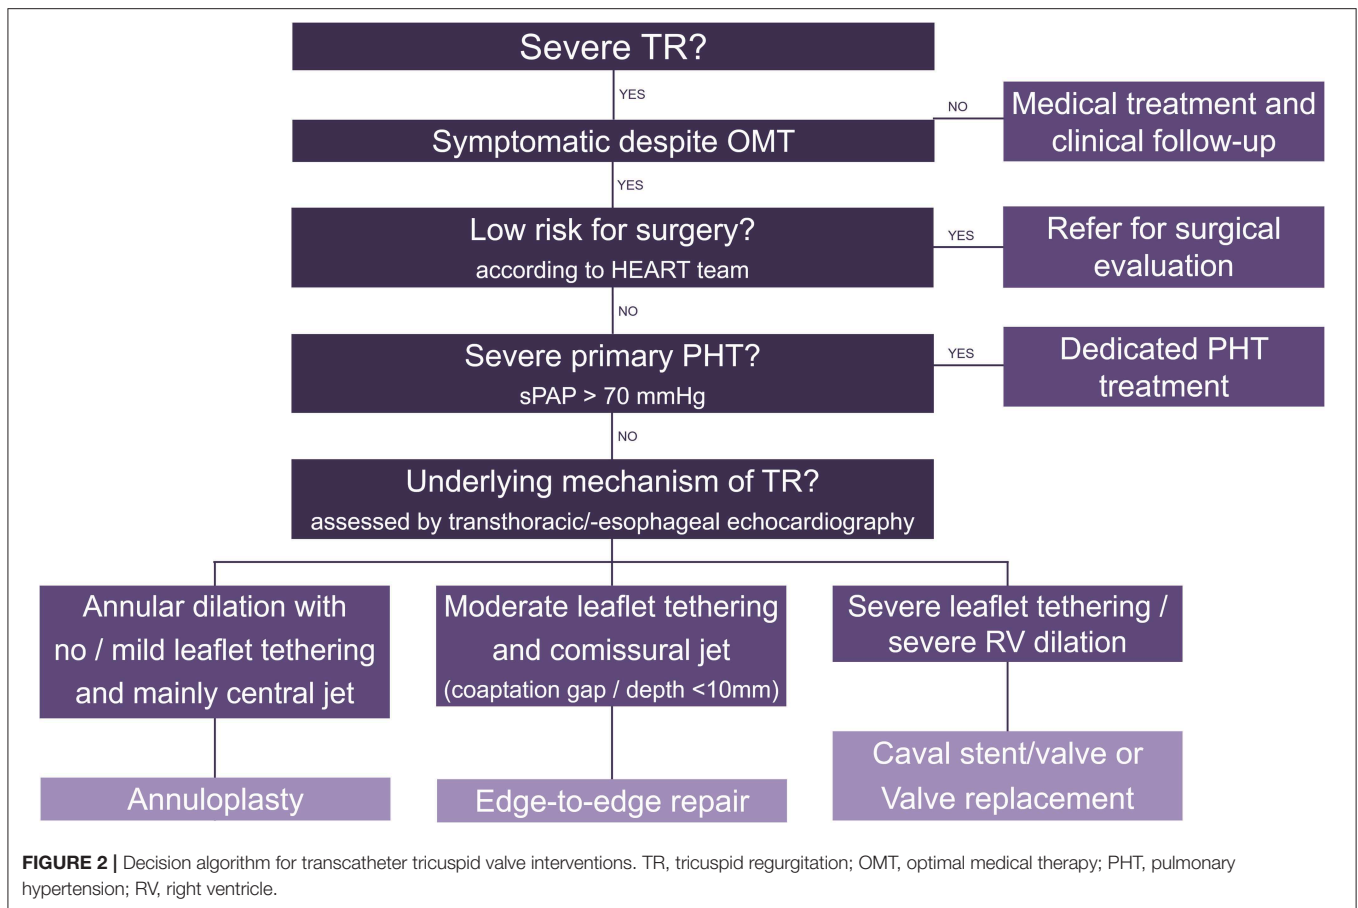 Severe TR?
YES
NO
Medical treatment and
clinical follow-up
Symptomatic despite OMT
YES
Low risk for surgery?
according to HEART team
YES
Refer for surgical
evaluation
NO
Severe primary PHT?
sPAP > 70 mmHg
YES
Dedicated PHT
treatment
NO
Underlying mechanism of TR?
assessed by transthoracic/-esophageal echocardiography
Annular dilation with
no / mild leaflet tethering
and mainly central jet
Moderate leaflet tethering
and comissural jet
(coaptation gap / depth <10mm)
Severe leaflet tethering /
severe RV dilation
Annuloplasty
Edge-to-edge repair
Caval stent/valve or
Valve replacement
FIGURE 2 | Decision algorithm for transcatheter tricuspid valve interventions. TR, tricuspid regurgitation; OMT, optimal medical therapy; PHT, pulmonary
hypertension; RV, right ventricle.